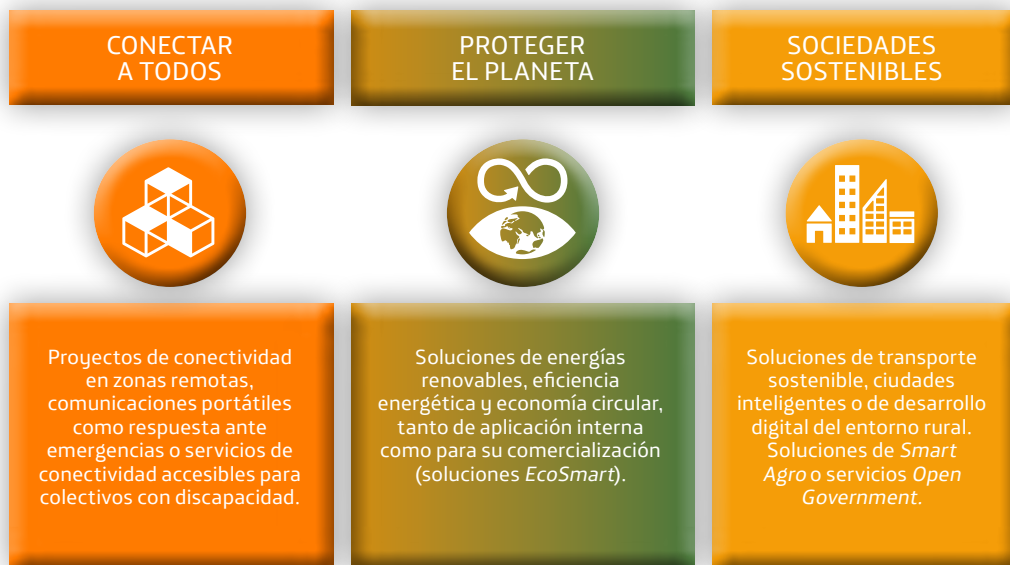 CONECTAR
A TODOS
PROTEGER
EL PLANETA
SOCIEDADES
SOSTENIBLES
Proyectos de conectividad
en zonas remotas,
comunicaciones portátiles
como respuesta ante
emergencias o servicios de
conectividad accesibles para
colectivos con discapacidad.
Soluciones de energías
renovables, eficiencia
energética y economía circular,
tanto de aplicación interna
como para su comercialización
(soluciones EcoSmart).
Soluciones de transporte
sostenible, ciudades
inteligentes o de desarrollo
digital del entorno rural.
Soluciones de Smart
Agro o servicios Open
Government.